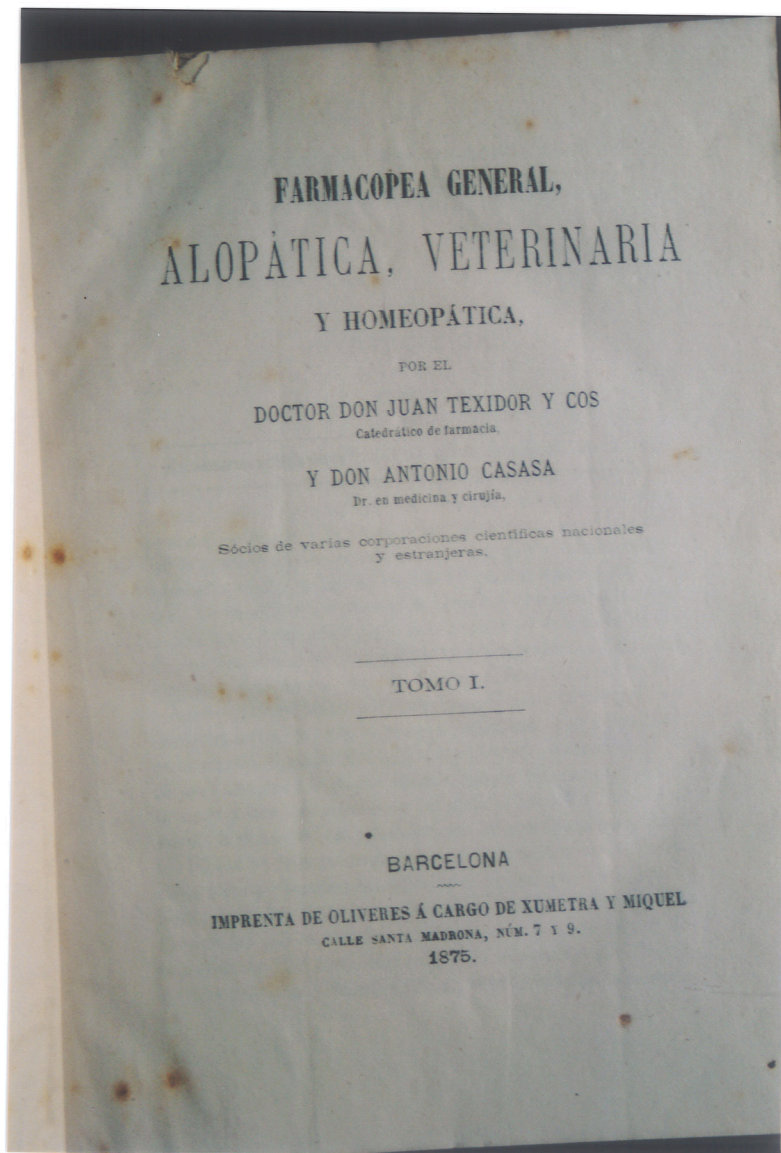 FARMACOPEA GENERAL,
ALOPÁTICA, VETERINARIA
Y HOMEOPÁTICA,
POR EL
DOCTOR DON JUAN TEXIDOR Y COS
Catedrático de farmacia,
Y DON ANTONIO CASASA
Dr. en medicina y cirujía,
Sócios de varias corporaciones científicas nacionales
y estranjeras.
TOMO I.
BARCELONA
IMPRENTA DE OLIVERES Á CARGO DE XUMETRA Y MIQUEL
CALLE SANTA MADRONA, NÚM. 7 Y 9.
1875.